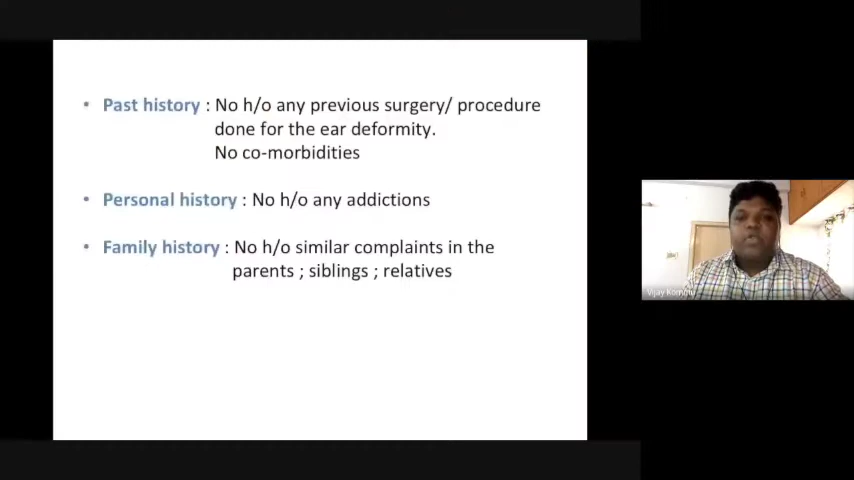 • Past history : No h/o any previous surgery/ procedure
done for the ear deformity.
No co-morbidities
• Personal history : No h/o any addictions
• Family history : No h/o similar complaints in the
parents ; siblings ; relatives
Vijay